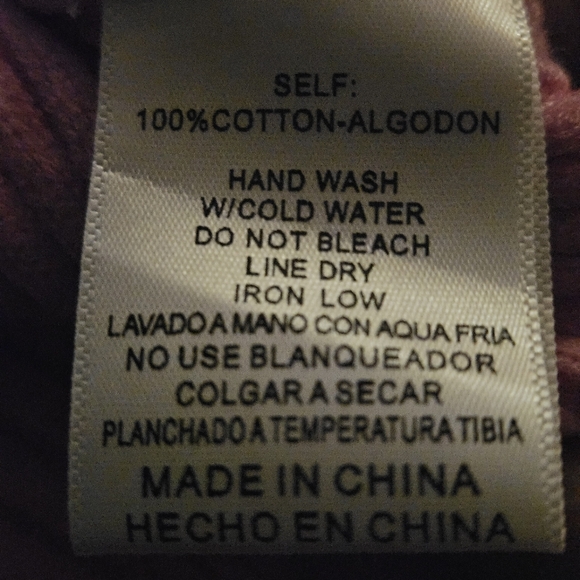 SELF:
100%COTTON-ALGODON
HAND WASH
W/COLD WATER
DO NOT BLEACH
LINE DRY
IRON LOW
LAVADO A MANO CON AQUA FRIA
NO USE BLANQUEADOR
COLGAR A SECAR
PLANCHADO A TEMPERATURA TIBIA
MADE IN CHINA
HECHO EN CHINA